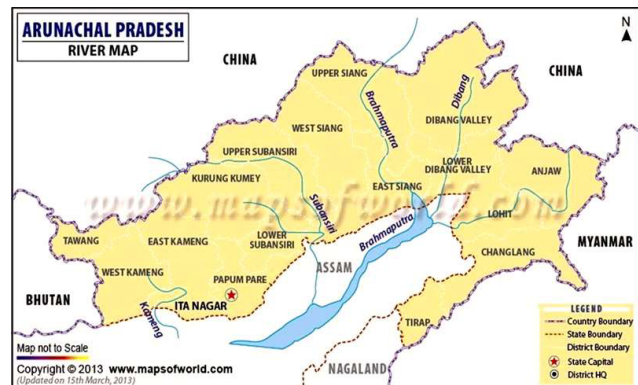 ARUNACHAL PRADESH
RIVER MAP
N
CHINA
CHINA
UPPER SIANG
Brahmaputra
Dibang
WEST SIANG
DIBANG VALLEY
UPPER SUBANSIRI
LOWER
DIBANG VALLEY
ANJAW
KURUNG KUMEY
EAST SIANG
Subansiri
www.mapsofworld.com
LOHIT
Brahmaputra
TAWANG
EAST KAMENG
LOWER
SUBANSIRI
ASSAM
CHANGLANG
MYANMAR
WEST KAMENG
PAPUM PARE
BHUTAN
ITA NAGAR
Kameng
TIRAP
NAGALAND
LEGEND
Country Boundary
State Boundary
District Boundary
State Capital
District HQ
Map not to Scale
Copyright © 2013 www.mapsofworld.com
(Updated on 15th March, 2013)